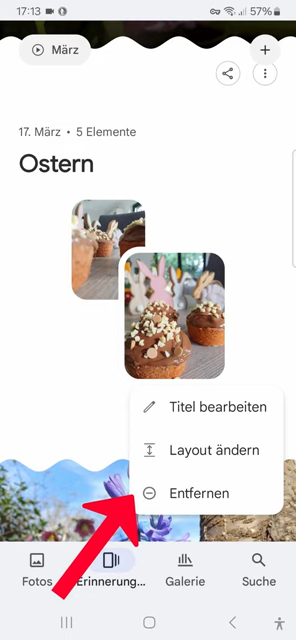 17:13
57%
März
17. März • 5 Elemente
Ostern
Titel bearbeiten
Layout ändern
Entfernen
Fotos
Erinnerung...
Galerie
Suche